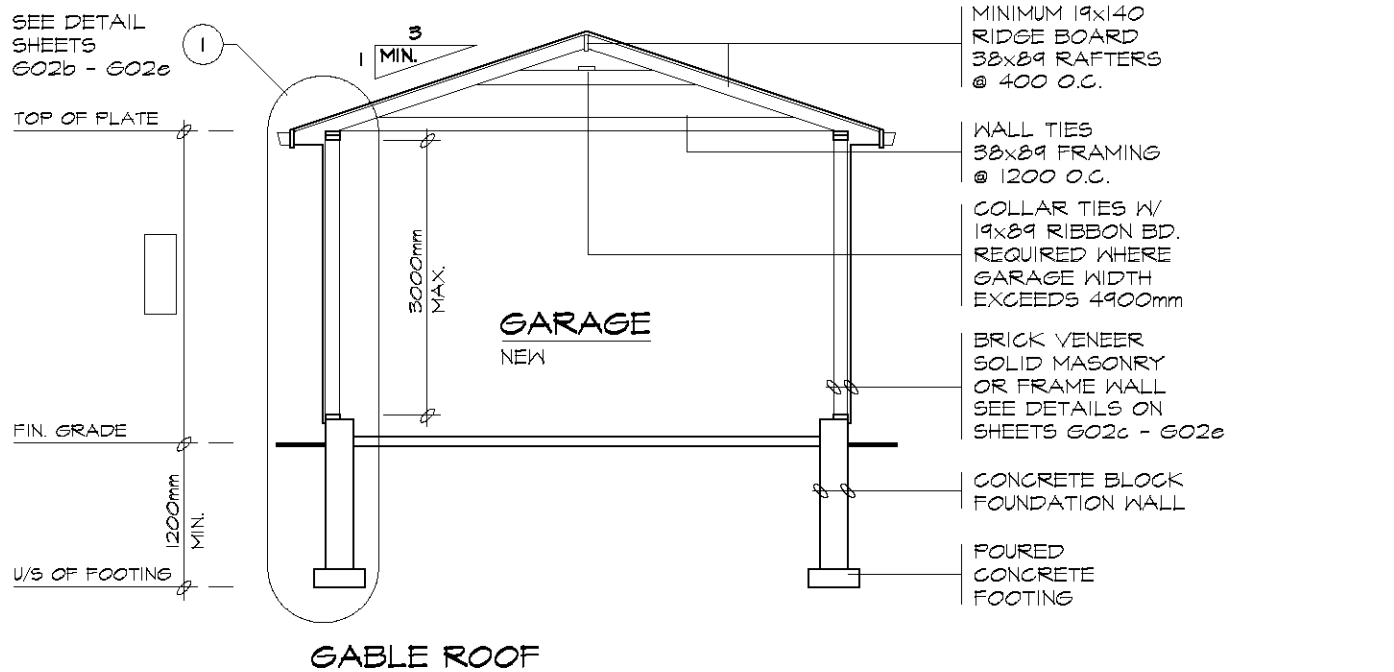 SEE DETAIL
SHEETS
G02b - G02e
1
3
1
MIN.
TOP OF PLATE
3000mm
MAX.
GARAGE
NEW
FIN. GRADE
1200mm
MIN.
U/S OF FOOTING
MINIMUM 19x140
RIDGE BOARD
38x89 RAFTERS
@ 400 O.C.
WALL TIES
38x89 FRAMING
@ 1200 O.C.
COLLAR TIES W/
19x89 RIBBON BD.
REQUIRED WHERE
GARAGE WIDTH
EXCEEDS 4900mm
BRICK VENEER
SOLID MASONRY
OR FRAME WALL
SEE DETAILS ON
SHEETS G02c - G02e
CONCRETE BLOCK
FOUNDATION WALL
POURED
CONCRETE
FOOTING
GABLE ROOF